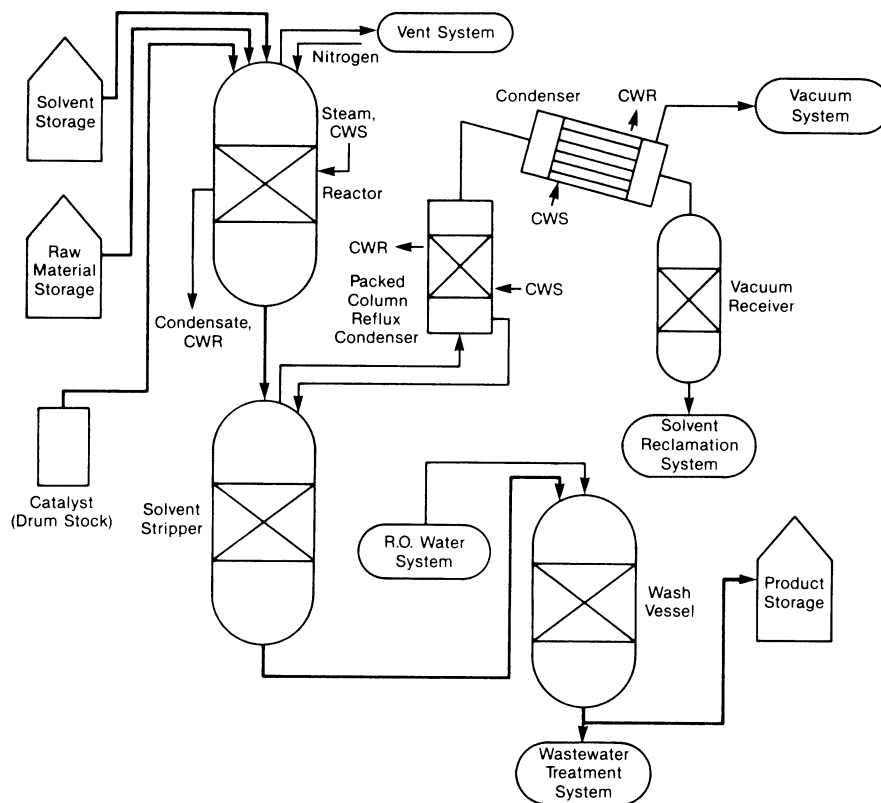 Vent System
Nitrogen
Solvent
Storage
Steam,
CWS
Reactor
Condenser
CWR
Vacuum
System
CWS
Raw
Material
Storage
CWR
Packed
Column
Reflux
Condenser
CWS
Vacuum
Receiver
Condensate,
CWR
Solvent
Reclamation
System
Catalyst
(Drum Stock)
Solvent
Stripper
R.O. Water
System
Wash
Vessel
Product
Storage
Wastewater
Treatment
System